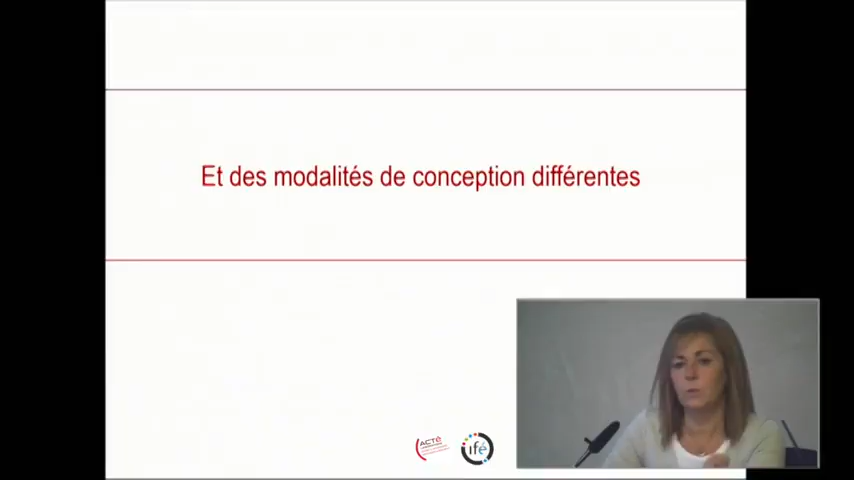 Et des modalités de conception différentes
ACTé
ifé